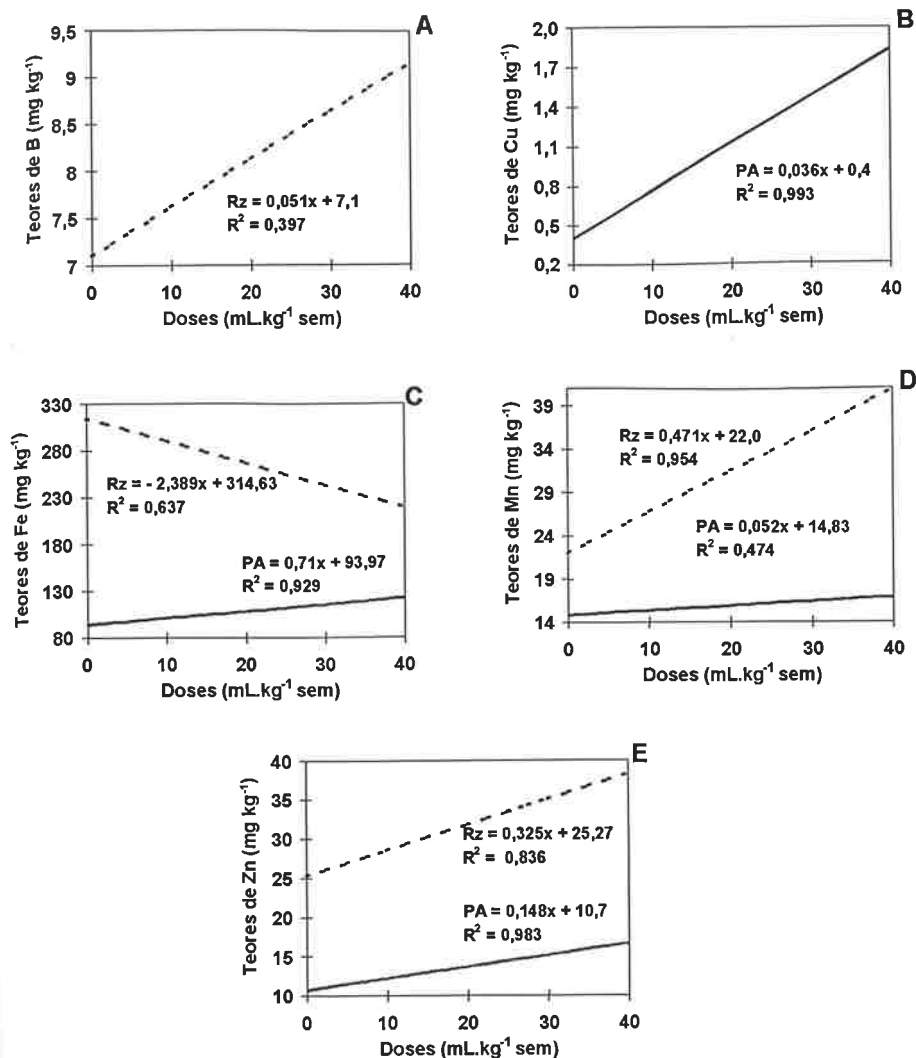 A
Teores de B (mg kg⁻¹)
9,5
9
8,5
8
7,5
7
Rz = 0,051x + 7,1
R² = 0,397
0 10 20 30 40
Doses (mL.kg⁻¹ sem)
B
Teores de Cu (mg kg⁻¹)
2,0
1,7
1,4
1,1
0,8
0,5
0,2
PA = 0,036x + 0,4
R² = 0,993
0 10 20 30 40
Doses (mL.kg⁻¹ sem)
C
Teores de Fe (mg kg⁻¹)
330
280
230
180
130
80
Rz = - 2,389x + 314,63
R² = 0,637
PA = 0,71x + 93,97
R² = 0,929
0 10 20 30 40
Doses (mL.kg⁻¹ sem)
D
Teores de Mn (mg kg⁻¹)
39
34
29
24
19
14
Rz = 0,471x + 22,0
R² = 0,954
PA = 0,052x + 14,83
R² = 0,474
0 10 20 30 40
Doses (mL.kg⁻¹ sem)
E
Teores de Zn (mg kg⁻¹)
40
35
30
25
20
15
10
Rz = 0,325x + 25,27
R² = 0,836
PA = 0,148x + 10,7
R² = 0,983
0 10 20 30 40
Doses (mL.kg⁻¹ sem)